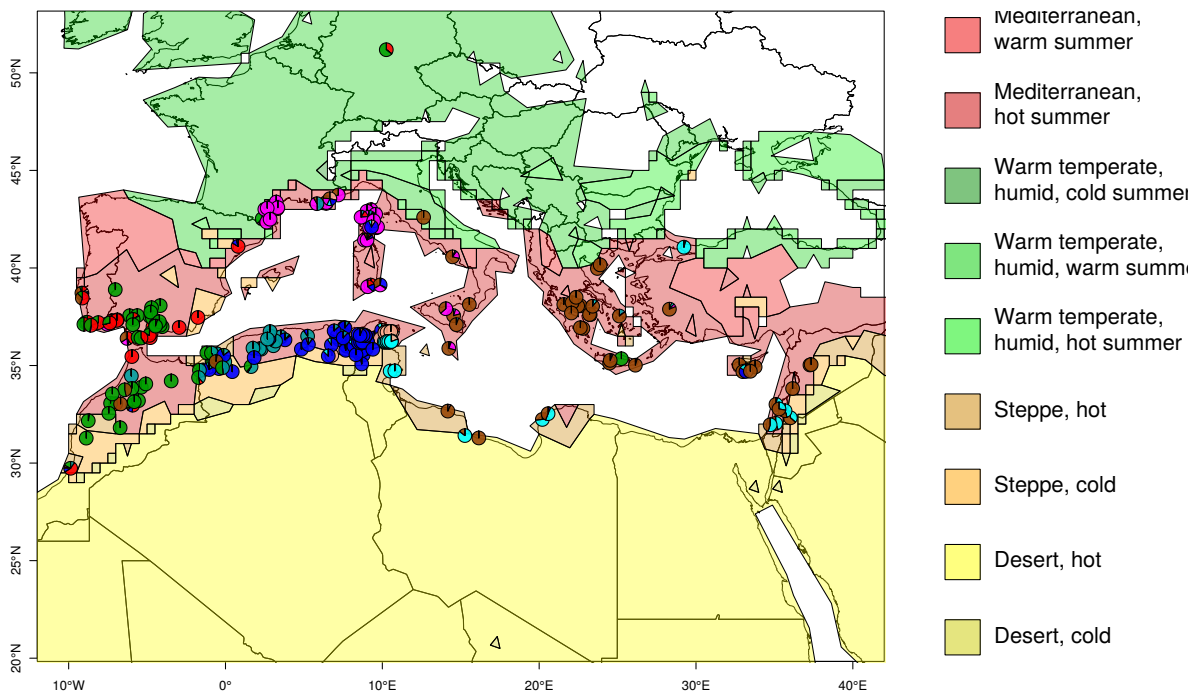 50°N
45°N
40°N
35°N
30°N
25°N
20°N
10°W
0°
10°E
20°E
30°E
40°E
Mediterranean,
warm summer
Mediterranean,
hot summer
Warm temperate,
humid, cold summer
Warm temperate,
humid, warm summe
Warm temperate,
humid, hot summer
Steppe, hot
Steppe, cold
Desert, hot
Desert, cold